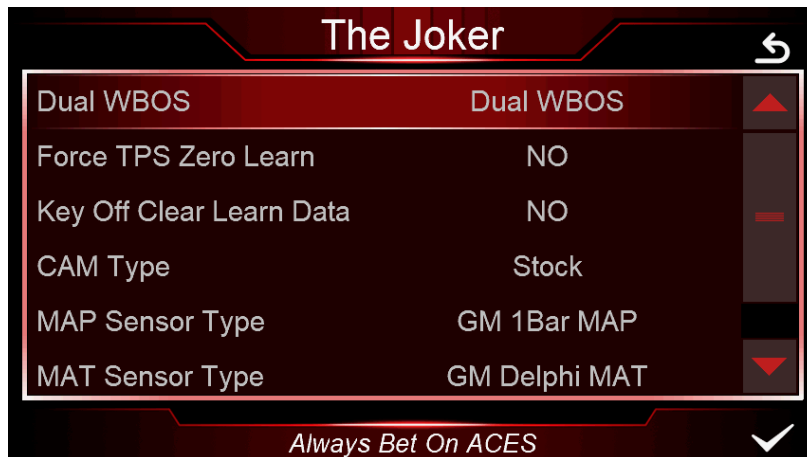 The Joker
Dual WBOS Dual WBOS
Force TPS Zero Learn NO
Key Off Clear Learn Data NO
CAM Type Stock
MAP Sensor Type GM 1Bar MAP
MAT Sensor Type GM Delphi MAT
Always Bet On ACES